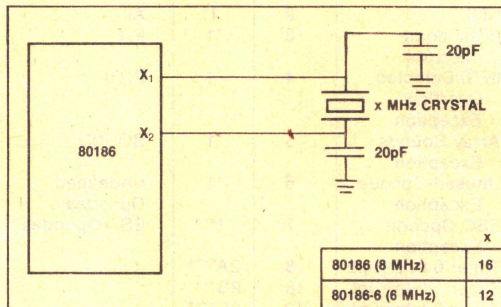 20pF
X1
x MHz CRYSTAL
X2
80186
20pF
x
80186 (8 MHz) 16
80186-6 (6 MHz) 12